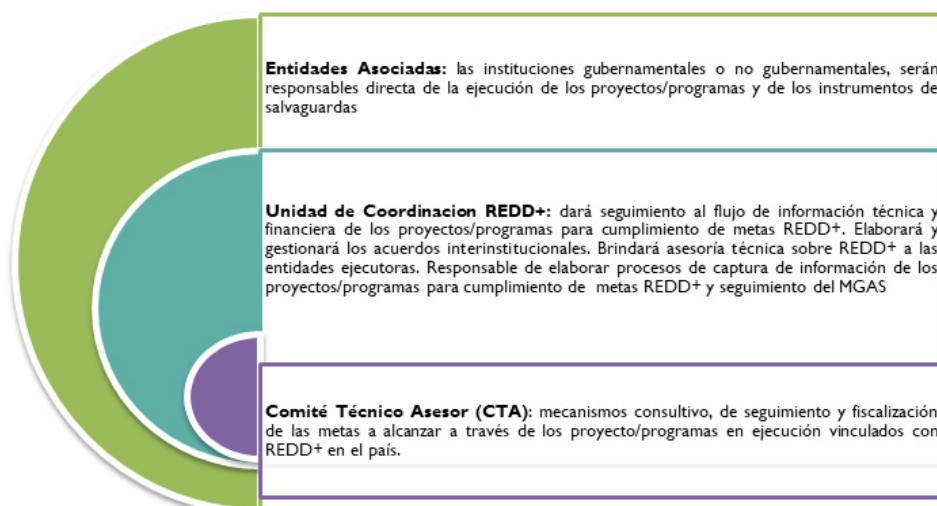 Entidades Asociadas: las instituciones gubernamentales o no gubernamentales, serán
responsables directa de la ejecución de los proyectos/programas y de los instrumentos de
salvaguardas
Unidad de Coordinacion REDD+: dará seguimiento al flujo de información técnica y
financiera de los proyectos/programas para cumplimiento de metas REDD+. Elaborará y
gestionará los acuerdos interinstitucionales. Brindará asesoría técnica sobre REDD+ a las
entidades ejecutoras. Responsable de elaborar procesos de captura de información de los
proyectos/programas para cumplimiento de metas REDD+ y seguimiento del MGAS
Comité Técnico Asesor (CTA): mecanismos consultivo, de seguimiento y fiscalización
de las metas a alcanzar a través de los proyecto/programas en ejecución vinculados con
REDD+ en el país.